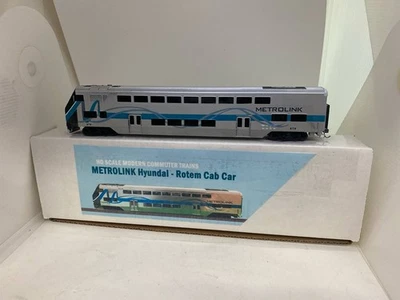 METROLINK
HO SCALE MODERN COMMUTER TRAINS
METROLINK Hyundai - Rotem Cab Car